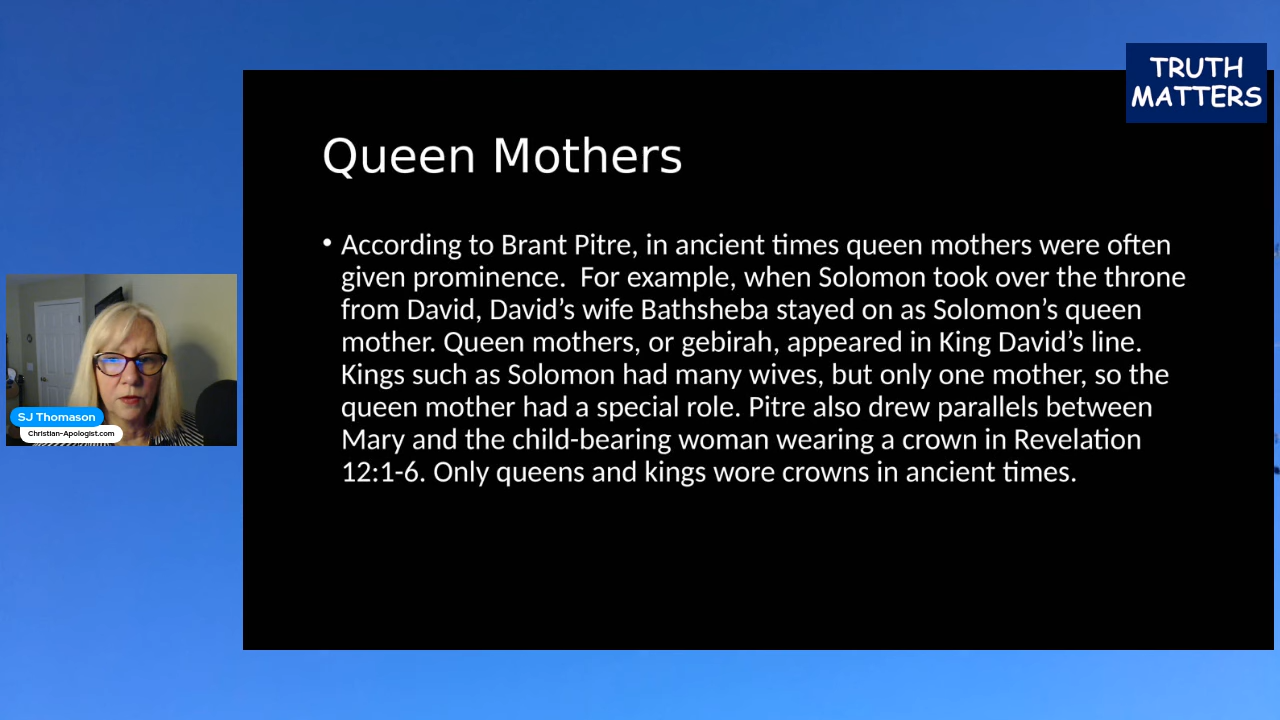 TRUTH
MATTERS
Queen Mothers
• According to Brant Pitre, in ancient times queen mothers were often
given prominence.  For example, when Solomon took over the throne
from David, David’s wife Bathsheba stayed on as Solomon’s queen
mother. Queen mothers, or gebirah, appeared in King David’s line.
Kings such as Solomon had many wives, but only one mother, so the
queen mother had a special role. Pitre also drew parallels between
Mary and the child-bearing woman wearing a crown in Revelation
12:1-6. Only queens and kings wore crowns in ancient times.
SJ Thomason
Christian-Apologist.com